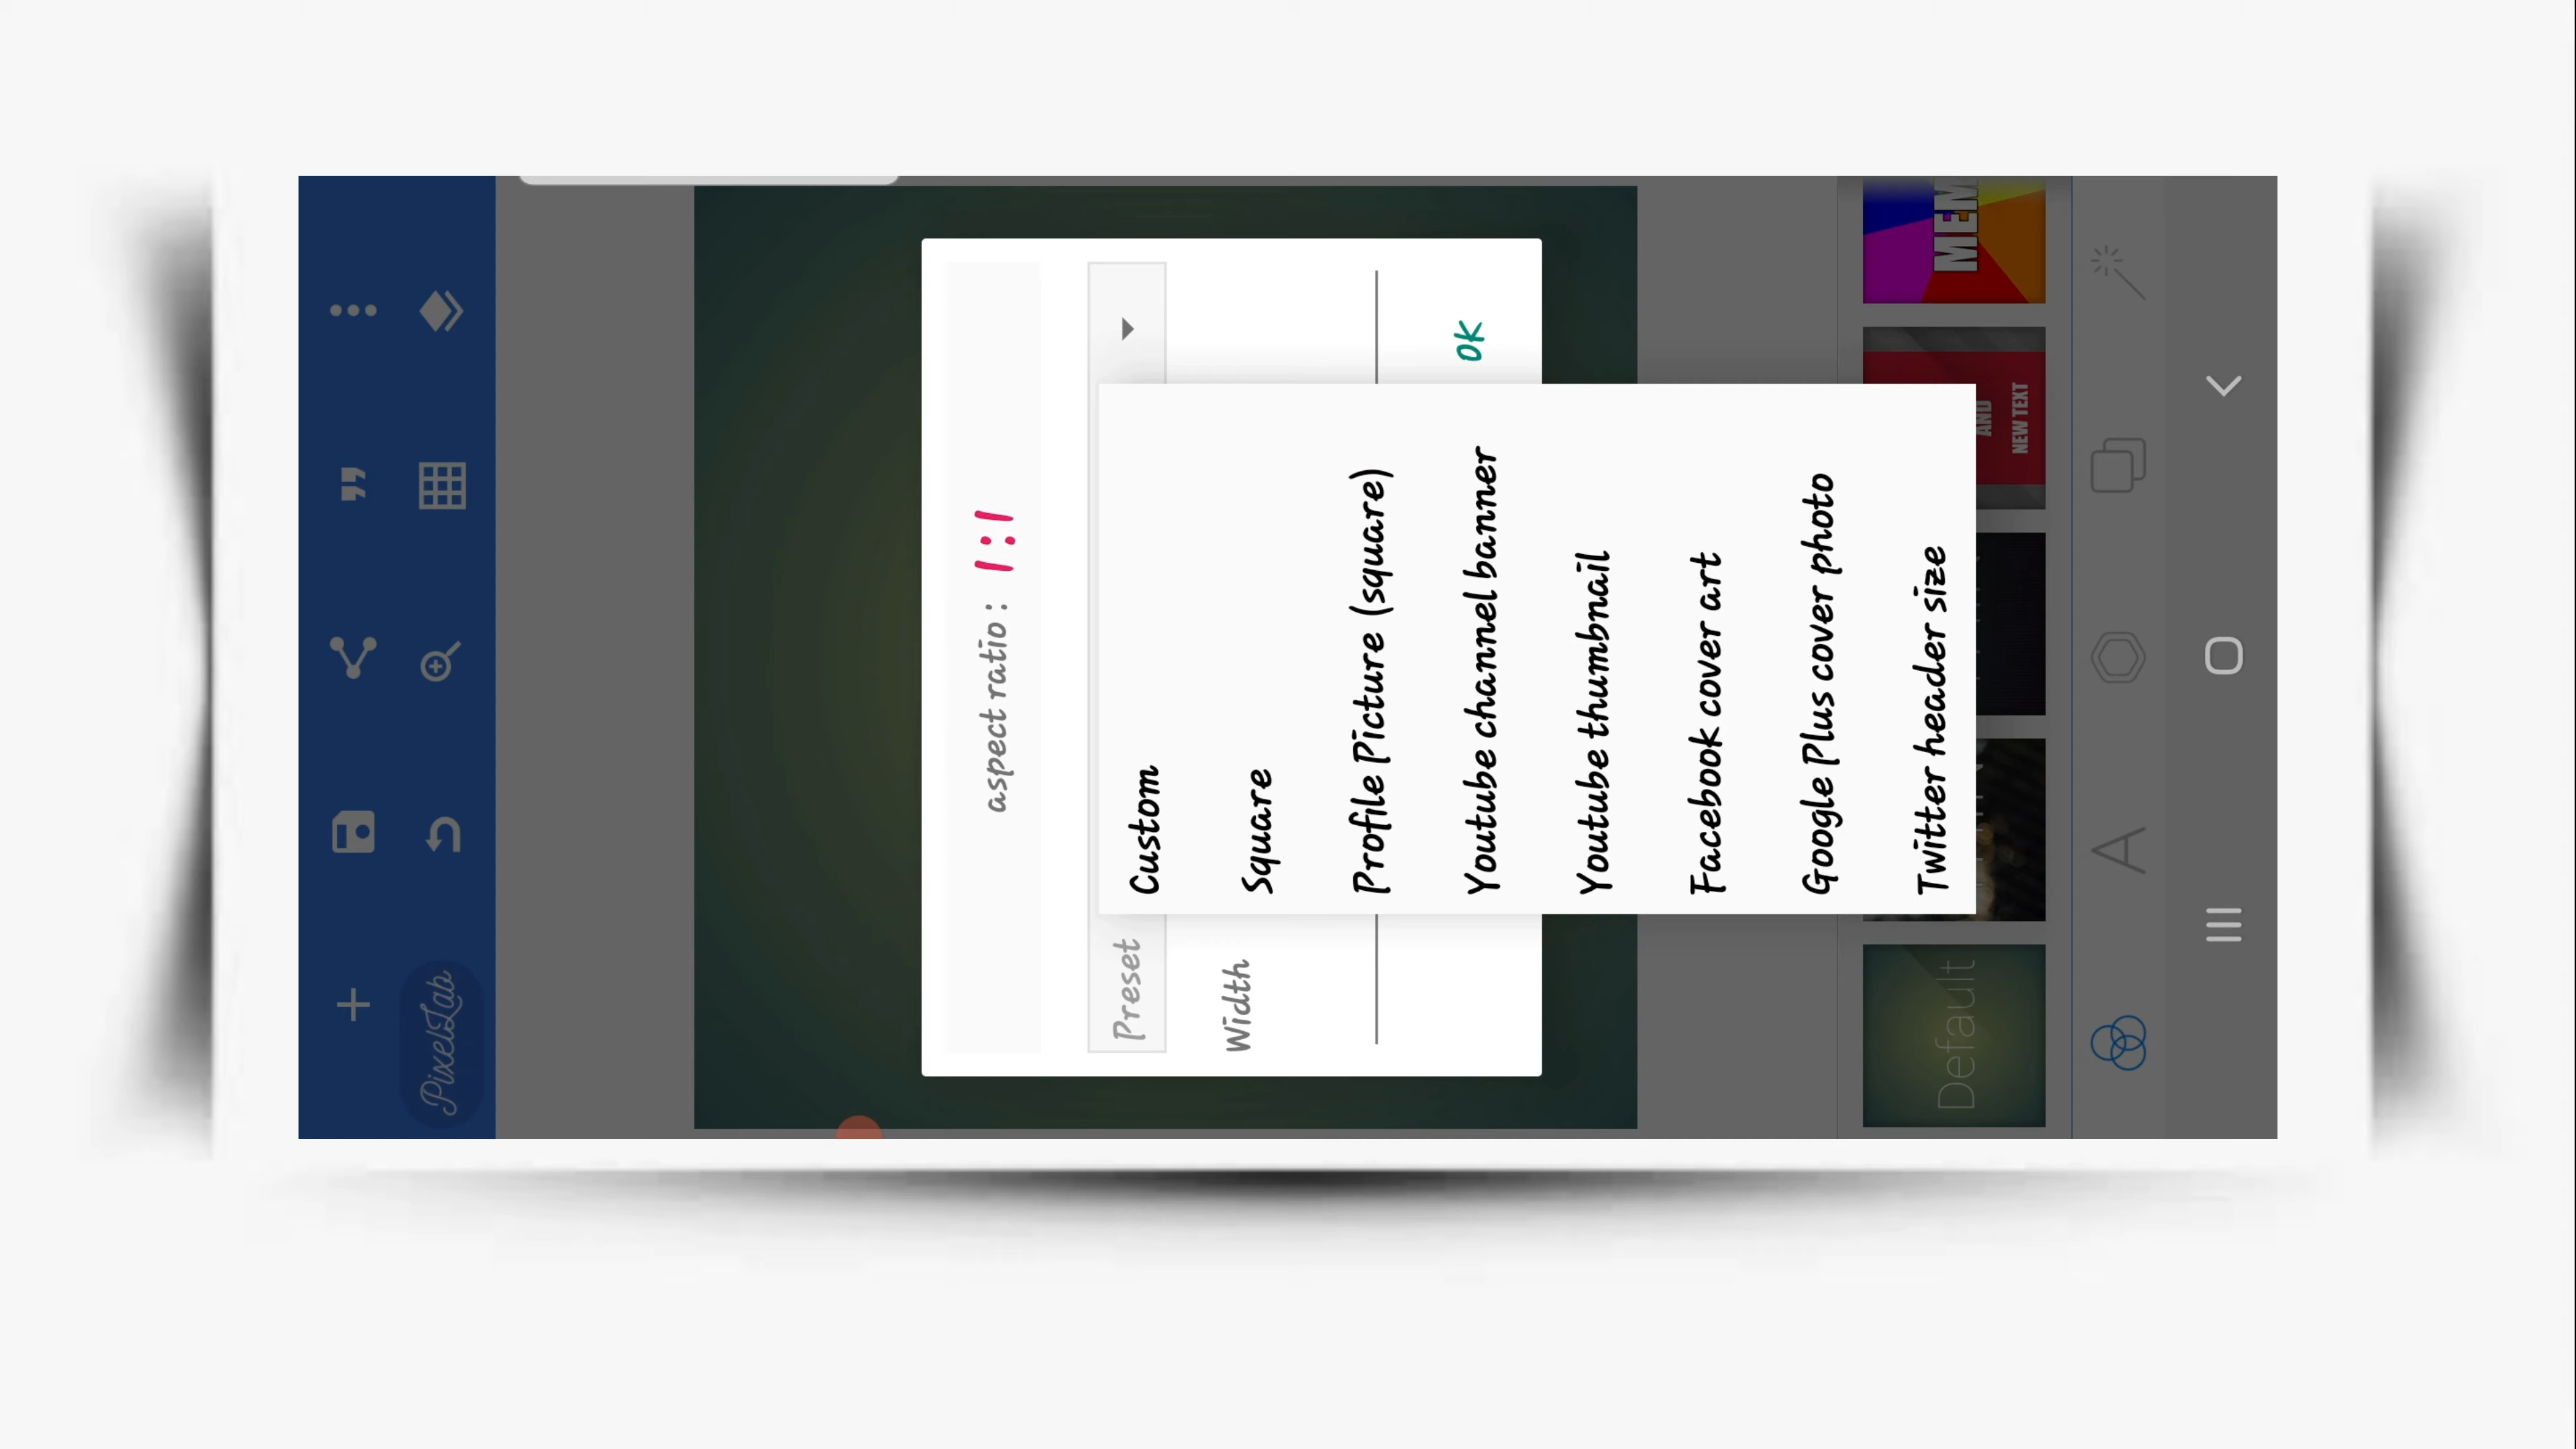 PixelLab
aspect ratio : 1:1
Preset
Custom
Square
Profile Picture (square)
Youtube channel banner
Youtube thumbnail
Facebook cover art
Google Plus cover photo
Twitter header size
Width
OK
Default
AND
NEW TEXT
MEM